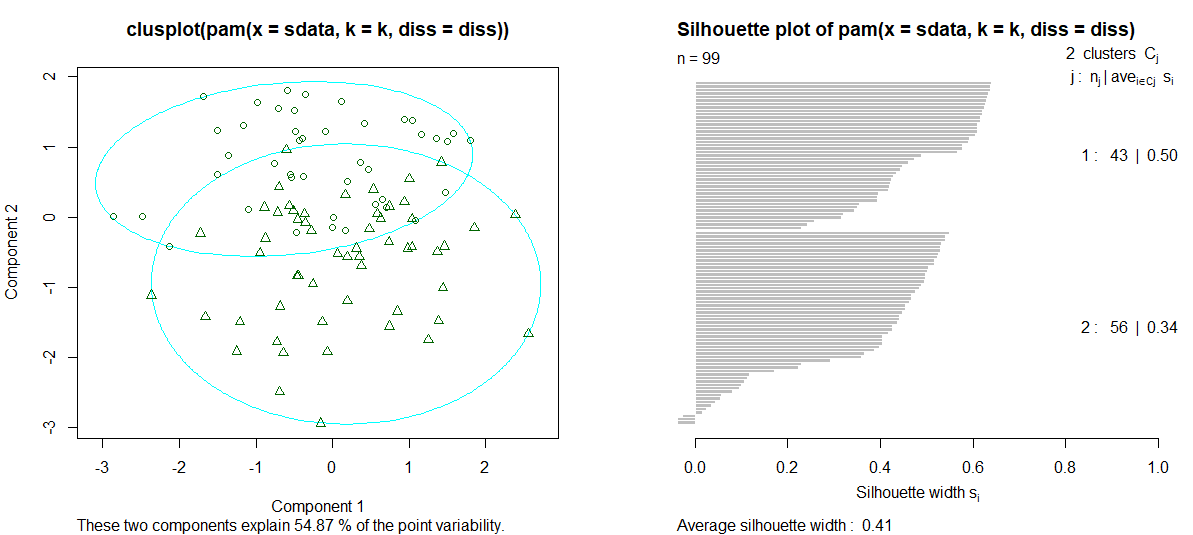 clusplot(pam(x = sdata, k = k, diss = diss))
2
1
0
-1
-2
-3
Component 2
-3 -2 -1 0 1 2
Component 1
These two components explain 54.87 % of the point variability.
Silhouette plot of pam(x = sdata, k = k, diss = diss)
n = 99
2 clusters Cj
j : nj | avei∈Cj si
1 : 43 | 0.50
2 : 56 | 0.34
0.0 0.2 0.4 0.6 0.8 1.0
Silhouette width si
Average silhouette width : 0.41